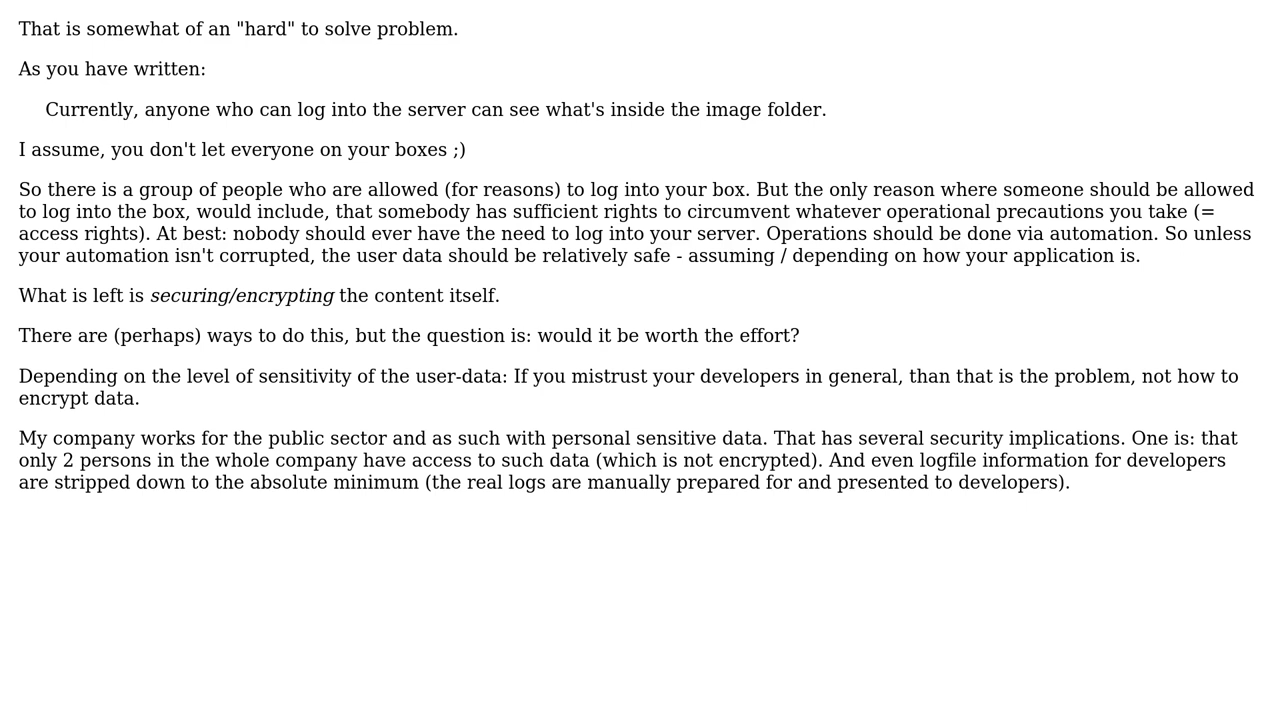 That is somewhat of an "hard" to solve problem.
As you have written:
Currently, anyone who can log into the server can see what's inside the image folder.
I assume, you don't let everyone on your boxes ;)
So there is a group of people who are allowed (for reasons) to log into your box. But the only reason where someone should be allowed
to log into the box, would include, that somebody has sufficient rights to circumvent whatever operational precautions you take (=
access rights). At best: nobody should ever have the need to log into your server. Operations should be done via automation. So unless
your automation isn't corrupted, the user data should be relatively safe - assuming / depending on how your application is.
What is left is securing/encrypting the content itself.
There are (perhaps) ways to do this, but the question is: would it be worth the effort?
Depending on the level of sensitivity of the user-data: If you mistrust your developers in general, than that is the problem, not how to
encrypt data.
My company works for the public sector and as such with personal sensitive data. That has several security implications. One is: that
only 2 persons in the whole company have access to such data (which is not encrypted). And even logfile information for developers
are stripped down to the absolute minimum (the real logs are manually prepared for and presented to developers).